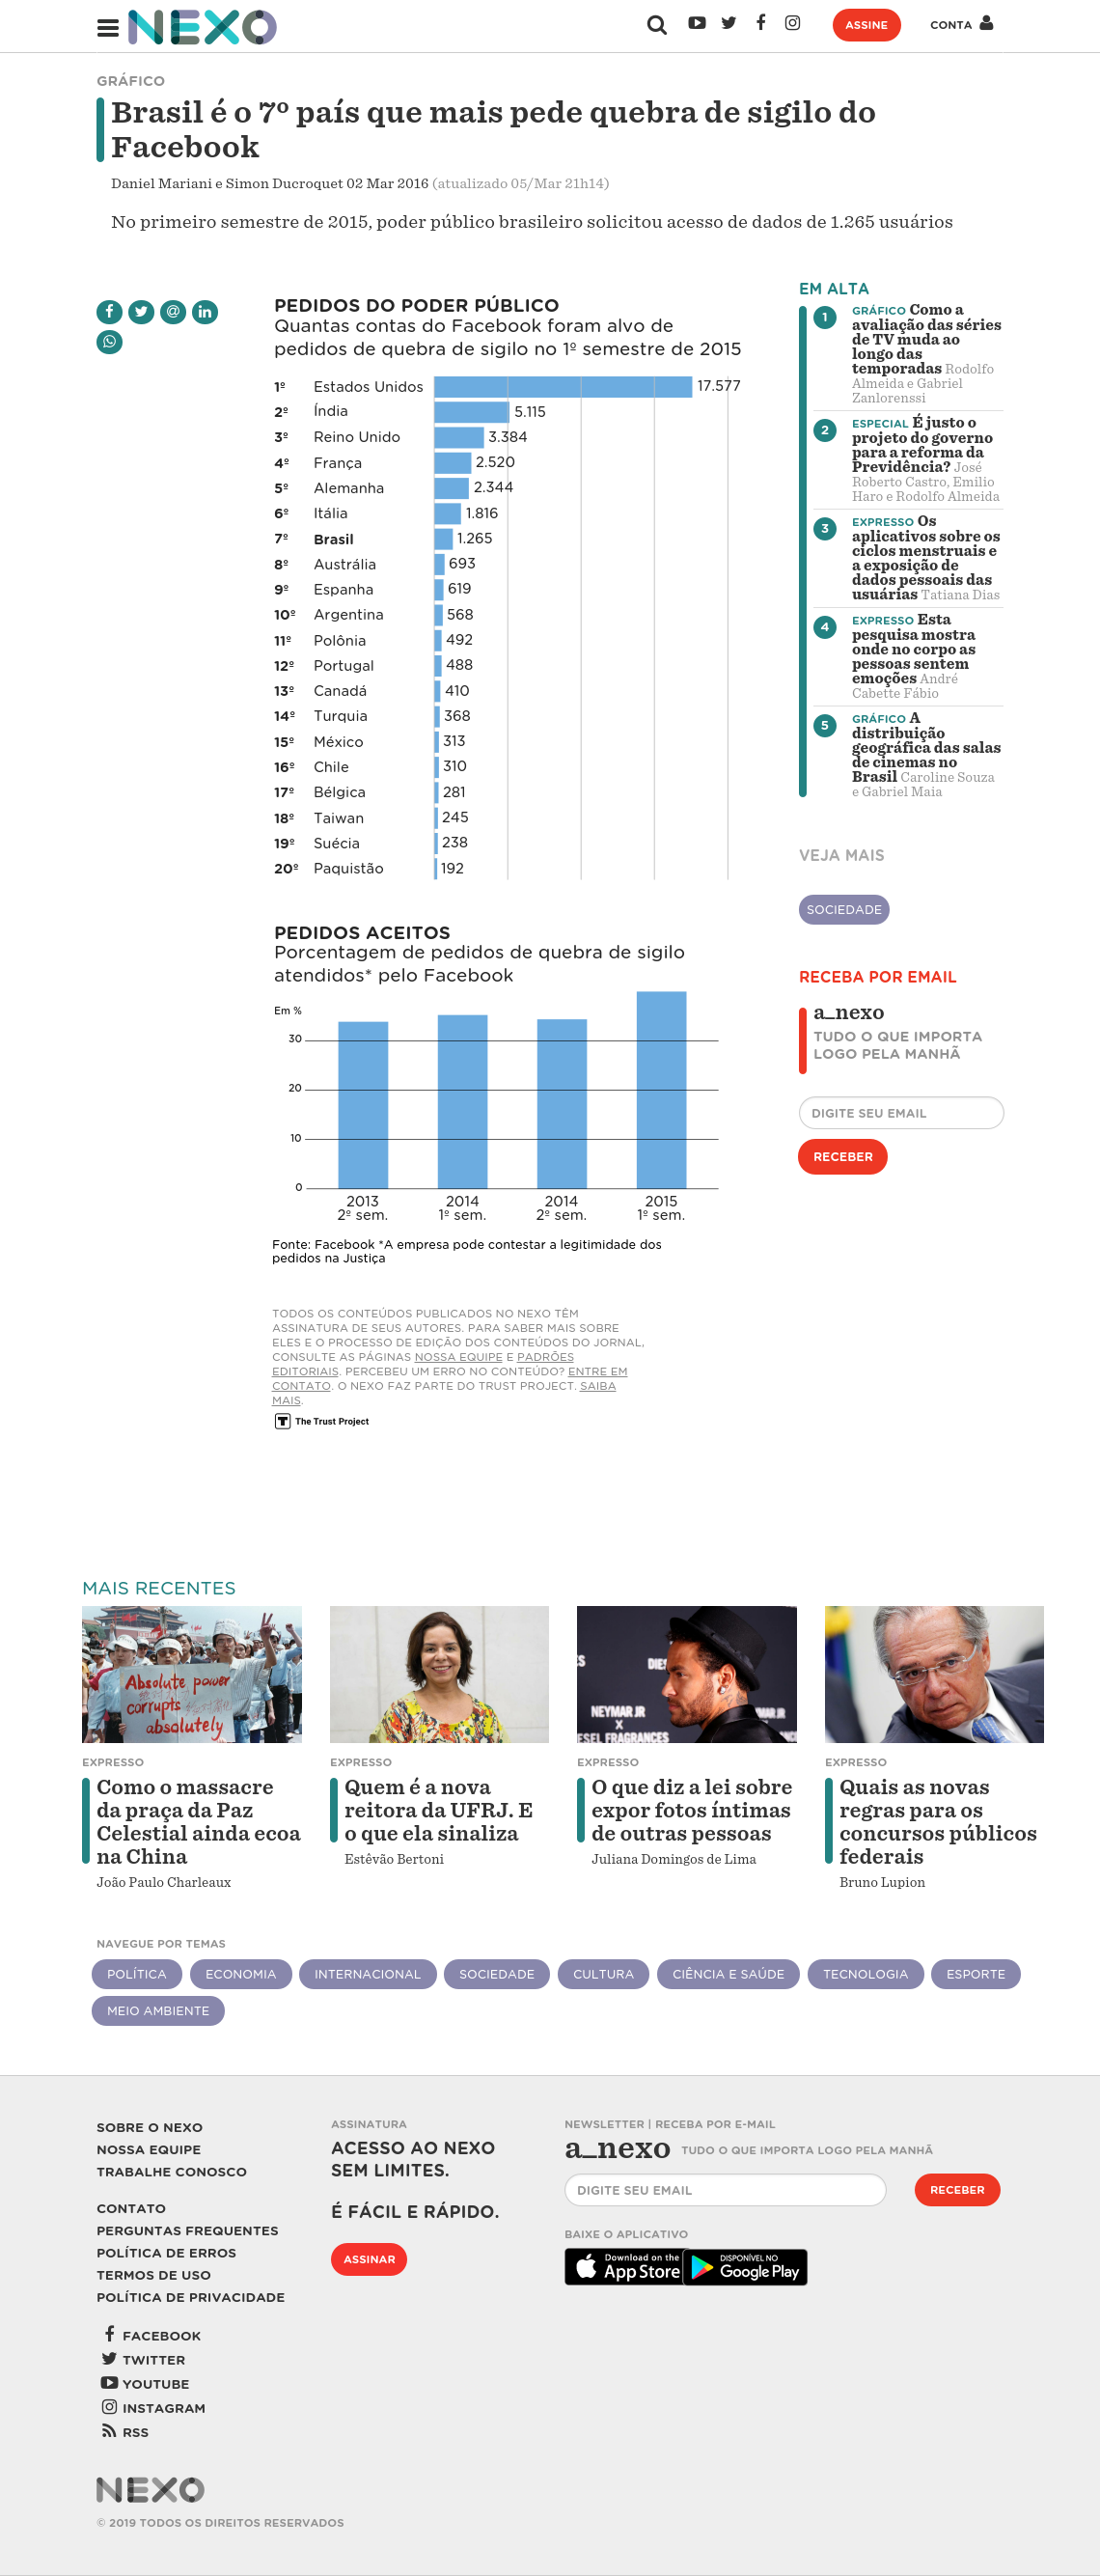 NEXO
ASSINE
CONTA
GRÁFICO
Brasil é o 7º país que mais pede quebra de sigilo do
Facebook
Daniel Mariani e Simon Ducroquet 02 Mar 2016 (atualizado 05/Mar 21h14)
No primeiro semestre de 2015, poder público brasileiro solicitou acesso de dados de 1.265 usuários
PEDIDOS DO PODER PÚBLICO
Quantas contas do Facebook foram alvo de
pedidos de quebra de sigilo no 1º semestre de 2015
1º Estados Unidos 17.577
2º Índia 5.115
3º Reino Unido 3.384
4º França 2.520
5º Alemanha 2.344
6º Itália 1.816
7º Brasil 1.265
8º Austrália 693
9º Espanha 619
10º Argentina 568
11º Polônia 492
12º Portugal 488
13º Canadá 410
14º Turquia 368
15º México 313
16º Chile 310
17º Bélgica 281
18º Taiwan 245
19º Suécia 238
20º Paquistão 192
PEDIDOS ACEITOS
Porcentagem de pedidos de quebra de sigilo
atendidos* pelo Facebook
Em %
30
20
10
0
2013 2014 2014 2015
2º sem. 1º sem. 2º sem. 1º sem.
Fonte: Facebook *A empresa pode contestar a legitimidade dos
pedidos na Justiça
TODOS OS CONTEÚDOS PUBLICADOS NO NEXO TÊM
ASSINATURA DE SEUS AUTORES. PARA SABER MAIS SOBRE
ELES E O PROCESSO DE EDIÇÃO DOS CONTEÚDOS DO JORNAL,
CONSULTE AS PÁGINAS NOSSA EQUIPE E PADRÕES
EDITORIAIS. PERCEBEU UM ERRO NO CONTEÚDO? ENTRE EM
CONTATO. O NEXO FAZ PARTE DO TRUST PROJECT. SAIBA
MAIS.
T The Trust Project
EM ALTA
1 GRÁFICO Como a
avaliação das séries
de TV muda ao
longo das
temporadas Rodolfo
Almeida e Gabriel
Zanlorenssi
2 ESPECIAL É justo o
projeto do governo
para a reforma da
Previdência? José
Roberto Castro, Emilio
Haro e Rodolfo Almeida
3 EXPRESSO Os
aplicativos sobre os
ciclos menstruais e
a exposição de
dados pessoais das
usuárias Tatiana Dias
4 EXPRESSO Esta
pesquisa mostra
onde no corpo as
pessoas sentem
emoções André
Cabette Fábio
5 GRÁFICO A
distribuição
geográfica das salas
de cinemas no
Brasil Caroline Souza
e Gabriel Maia
VEJA MAIS
SOCIEDADE
RECEBA POR EMAIL
a_nexo
TUDO O QUE IMPORTA
LOGO PELA MANHÃ
DIGITE SEU EMAIL
RECEBER
MAIS RECENTES
Absolute power
corrupts
absolutely
NEYMAR JR
X
DIESEL FRAGRANCES
EXPRESSO
Como o massacre
da praça da Paz
Celestial ainda ecoa
na China
João Paulo Charleaux
EXPRESSO
Quem é a nova
reitora da UFRJ. E
o que ela sinaliza
Estêvão Bertoni
EXPRESSO
O que diz a lei sobre
expor fotos íntimas
de outras pessoas
Juliana Domingos de Lima
EXPRESSO
Quais as novas
regras para os
concursos públicos
federais
Bruno Lupion
NAVEGUE POR TEMAS
POLÍTICA ECONOMIA INTERNACIONAL SOCIEDADE CULTURA CIÊNCIA E SAÚDE TECNOLOGIA ESPORTE
MEIO AMBIENTE
SOBRE O NEXO
NOSSA EQUIPE
TRABALHE CONOSCO
CONTATO
PERGUNTAS FREQUENTES
POLÍTICA DE ERROS
TERMOS DE USO
POLÍTICA DE PRIVACIDADE
FACEBOOK
TWITTER
YOUTUBE
INSTAGRAM
RSS
ASSINATURA
ACESSO AO NEXO
SEM LIMITES.
É FÁCIL E RÁPIDO.
ASSINAR
NEWSLETTER | RECEBA POR E-MAIL
a_nexo TUDO O QUE IMPORTA LOGO PELA MANHÃ
DIGITE SEU EMAIL
RECEBER
BAIXE O APLICATIVO
Download on the
App Store
DISPONÍVEL NO
Google Play
NEXO
© 2019 TODOS OS DIREITOS RESERVADOS